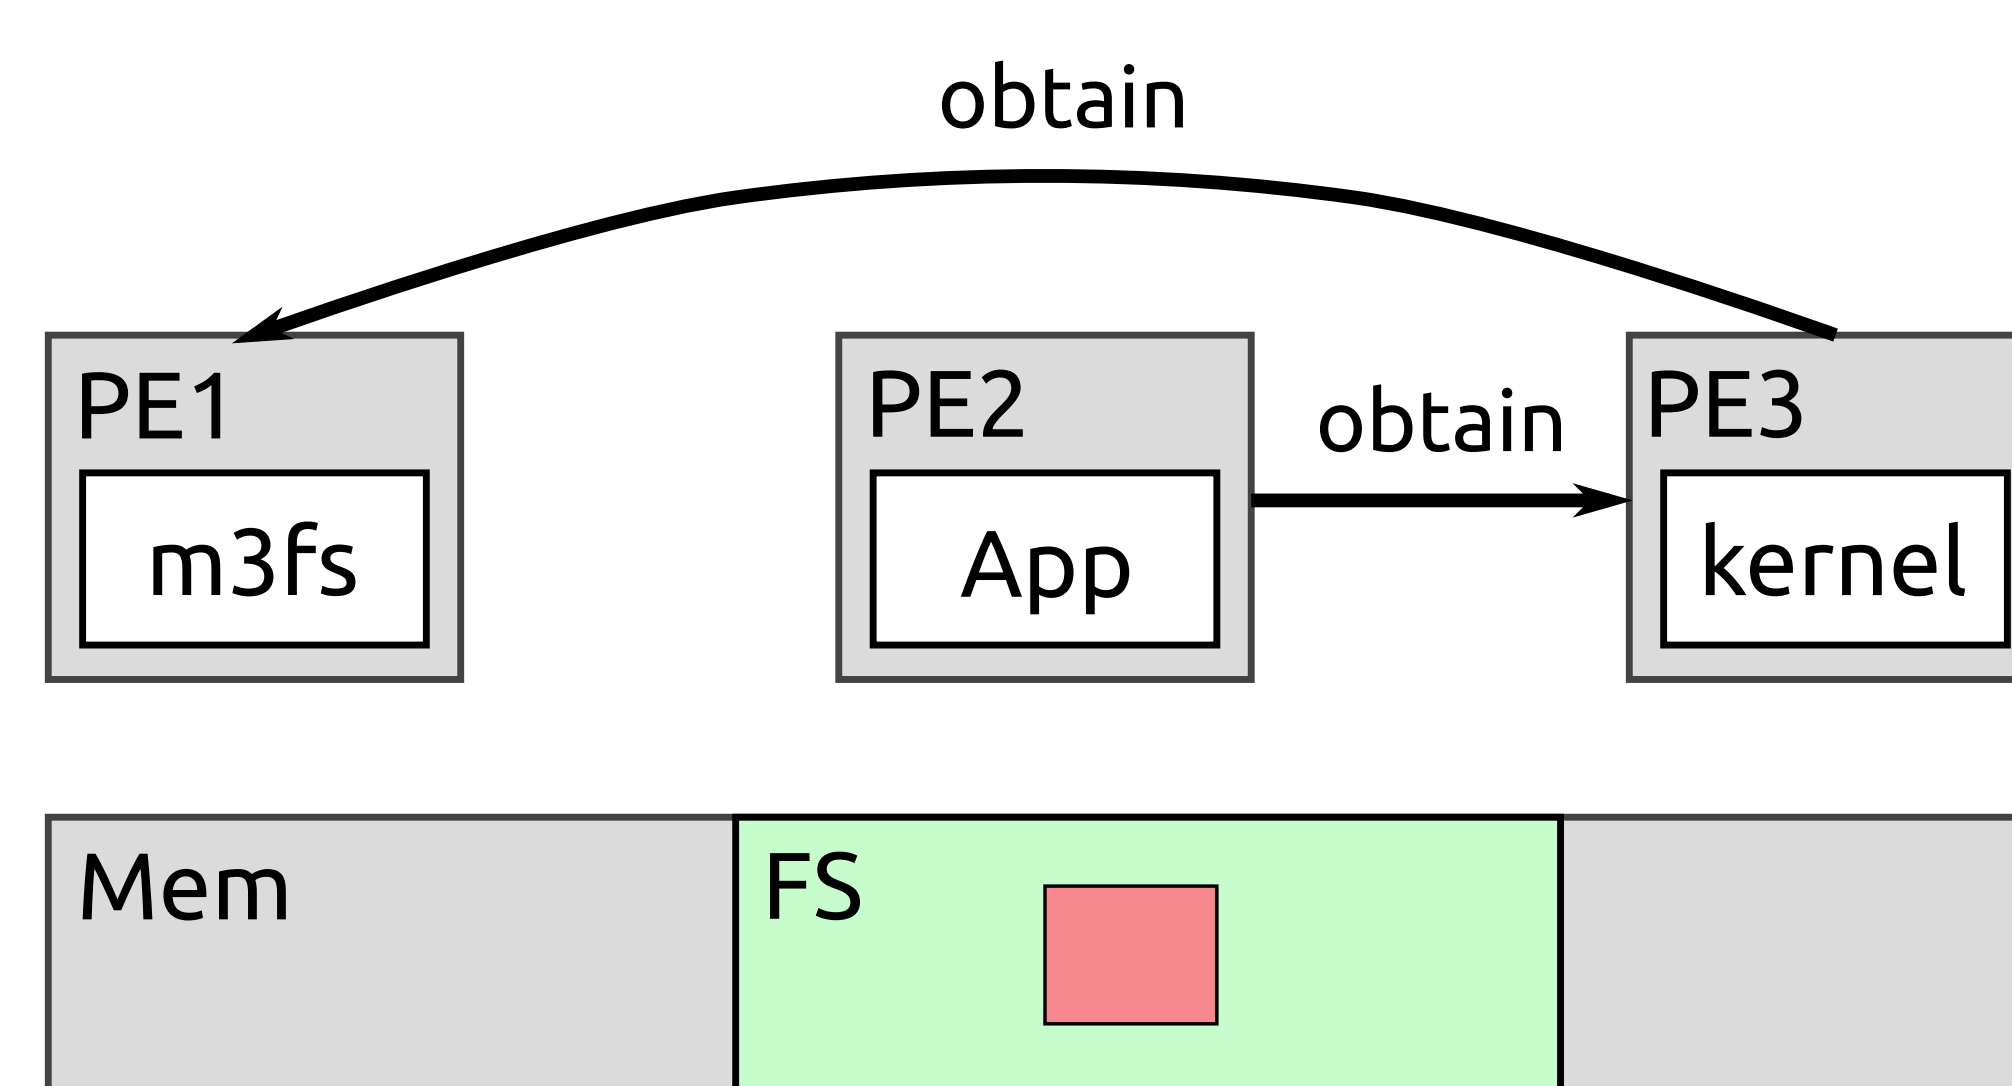 obtain
PE1
PE2
obtain
PE3
m3fs
App
kernel
Mem
FS